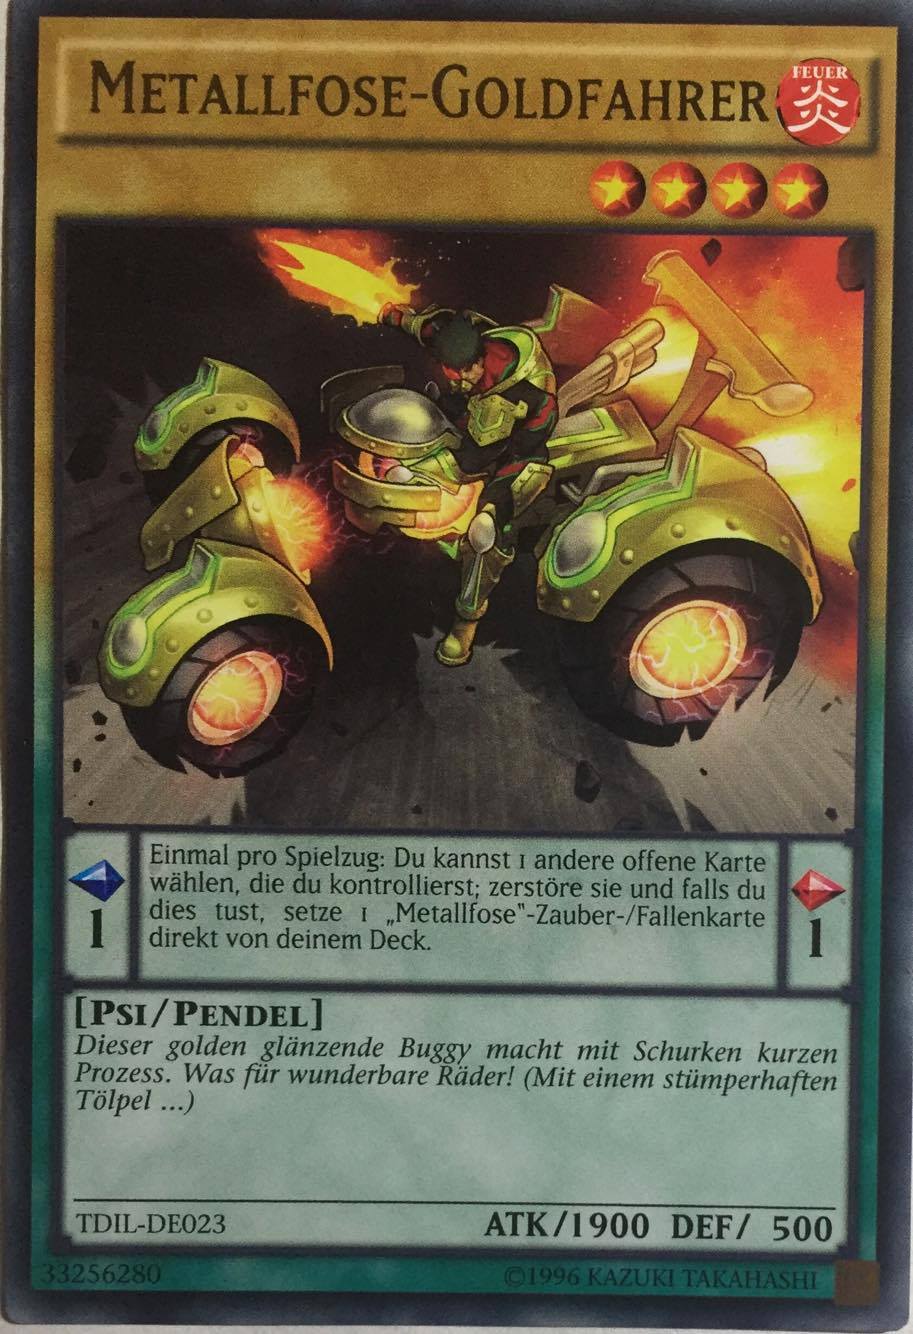 METALLFOSE-GOLDFAHRER
FEUER
炎
Einmal pro Spielzug: Du kannst 1 andere offene Karte
wählen, die du kontrollierst; zerstöre sie und falls du
dies tust, setze 1 „Metallfose"-Zauber-/Fallenkarte
direkt von deinem Deck.
1
1
[PSI/PENDEL]
Dieser golden glänzende Buggy macht mit Schurken kurzen
Prozess. Was für wunderbare Räder! (Mit einem stümperhaften
Tölpel ...)
TDIL-DE023
ATK/1900 DEF/ 500
33256280
©1996 KAZUKI TAKAHASHI